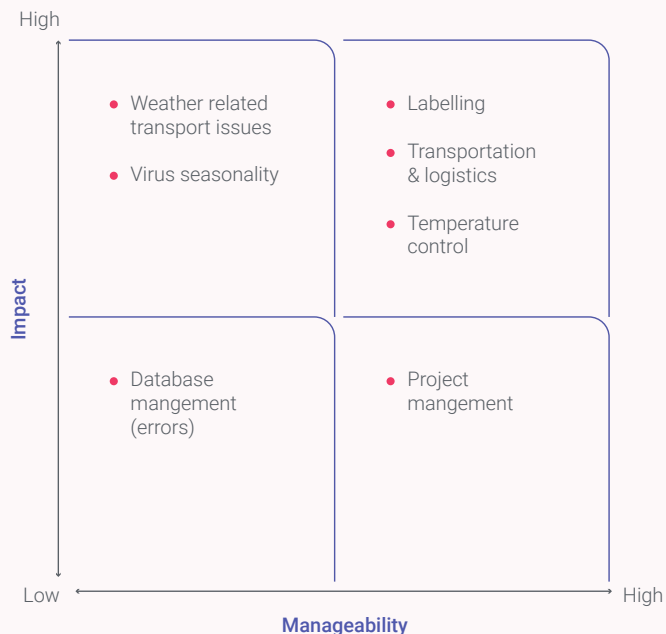 High
Weather related
transport issues
Virus seasonality
Labelling
Transportation
& logistics
Temperature
control
Impact
Database
mangement
(errors)
Project
mangement
Low
High
Manageability